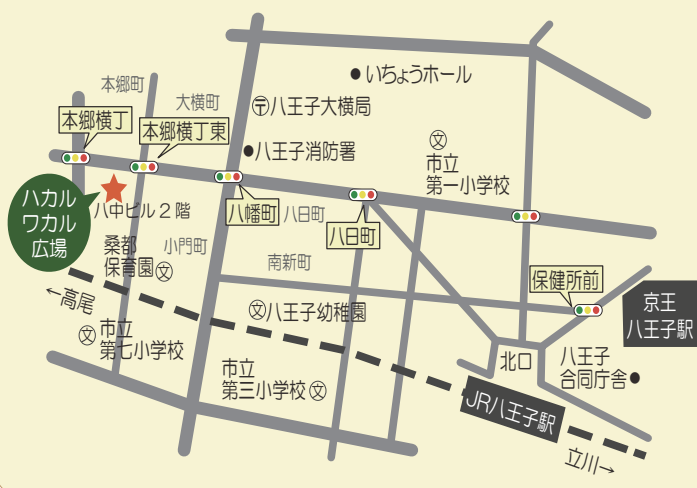 いちょうホール
本郷町
大横町
〒八王子大横局
本郷横丁
本郷横丁東
八王子消防署
文
市立
第一小学校
ハカル
ワカル
広場
八中ビル2階
八幡町
八日町
八日町
桑都
保育園文
小門町
南新町
保健所前
←高尾
文八王子幼稚園
京王
八王子駅
文市立
第七小学校
市立
第三小学校文
北口
八王子
合同庁舎
JR八王子駅
立川→